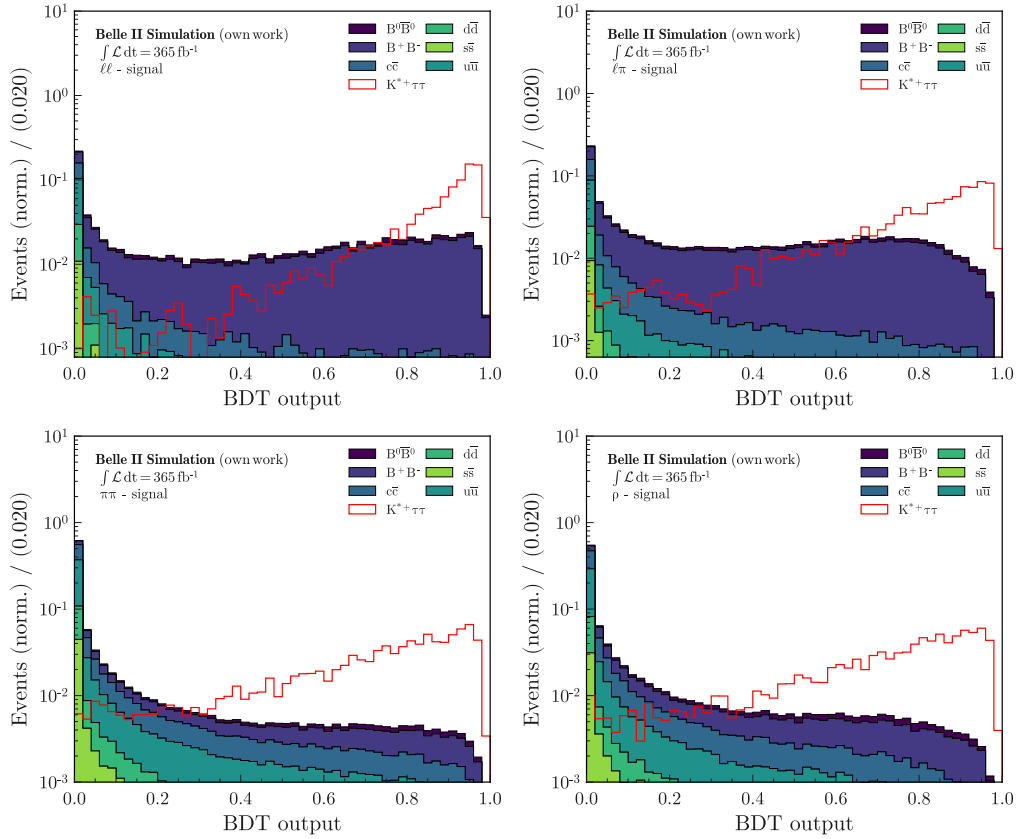 Belle II Simulation (own work)
∫ ℒ dt = 365 fb⁻¹
ℓℓ - signal
B⁰B̅⁰
B⁺B⁻
cc̅
K*⁺ττ
dd̅
ss̅
uu̅
Events (norm.) / (0.020)
10¹
10⁰
10⁻¹
10⁻²
10⁻³
0.0 0.2 0.4 0.6 0.8 1.0
BDT output
Belle II Simulation (own work)
∫ ℒ dt = 365 fb⁻¹
ℓπ - signal
B⁰B̅⁰
B⁺B⁻
cc̅
K*⁺ττ
dd̅
ss̅
uu̅
Events (norm.) / (0.020)
10¹
10⁰
10⁻¹
10⁻²
10⁻³
0.0 0.2 0.4 0.6 0.8 1.0
BDT output
Belle II Simulation (own work)
∫ ℒ dt = 365 fb⁻¹
ππ - signal
B⁰B̅⁰
B⁺B⁻
cc̅
K*⁺ττ
dd̅
ss̅
uu̅
Events (norm.) / (0.020)
10¹
10⁰
10⁻¹
10⁻²
10⁻³
0.0 0.2 0.4 0.6 0.8 1.0
BDT output
Belle II Simulation (own work)
∫ ℒ dt = 365 fb⁻¹
ρ - signal
B⁰B̅⁰
B⁺B⁻
cc̅
K*⁺ττ
dd̅
ss̅
uu̅
Events (norm.) / (0.020)
10¹
10⁰
10⁻¹
10⁻²
10⁻³
0.0 0.2 0.4 0.6 0.8 1.0
BDT output